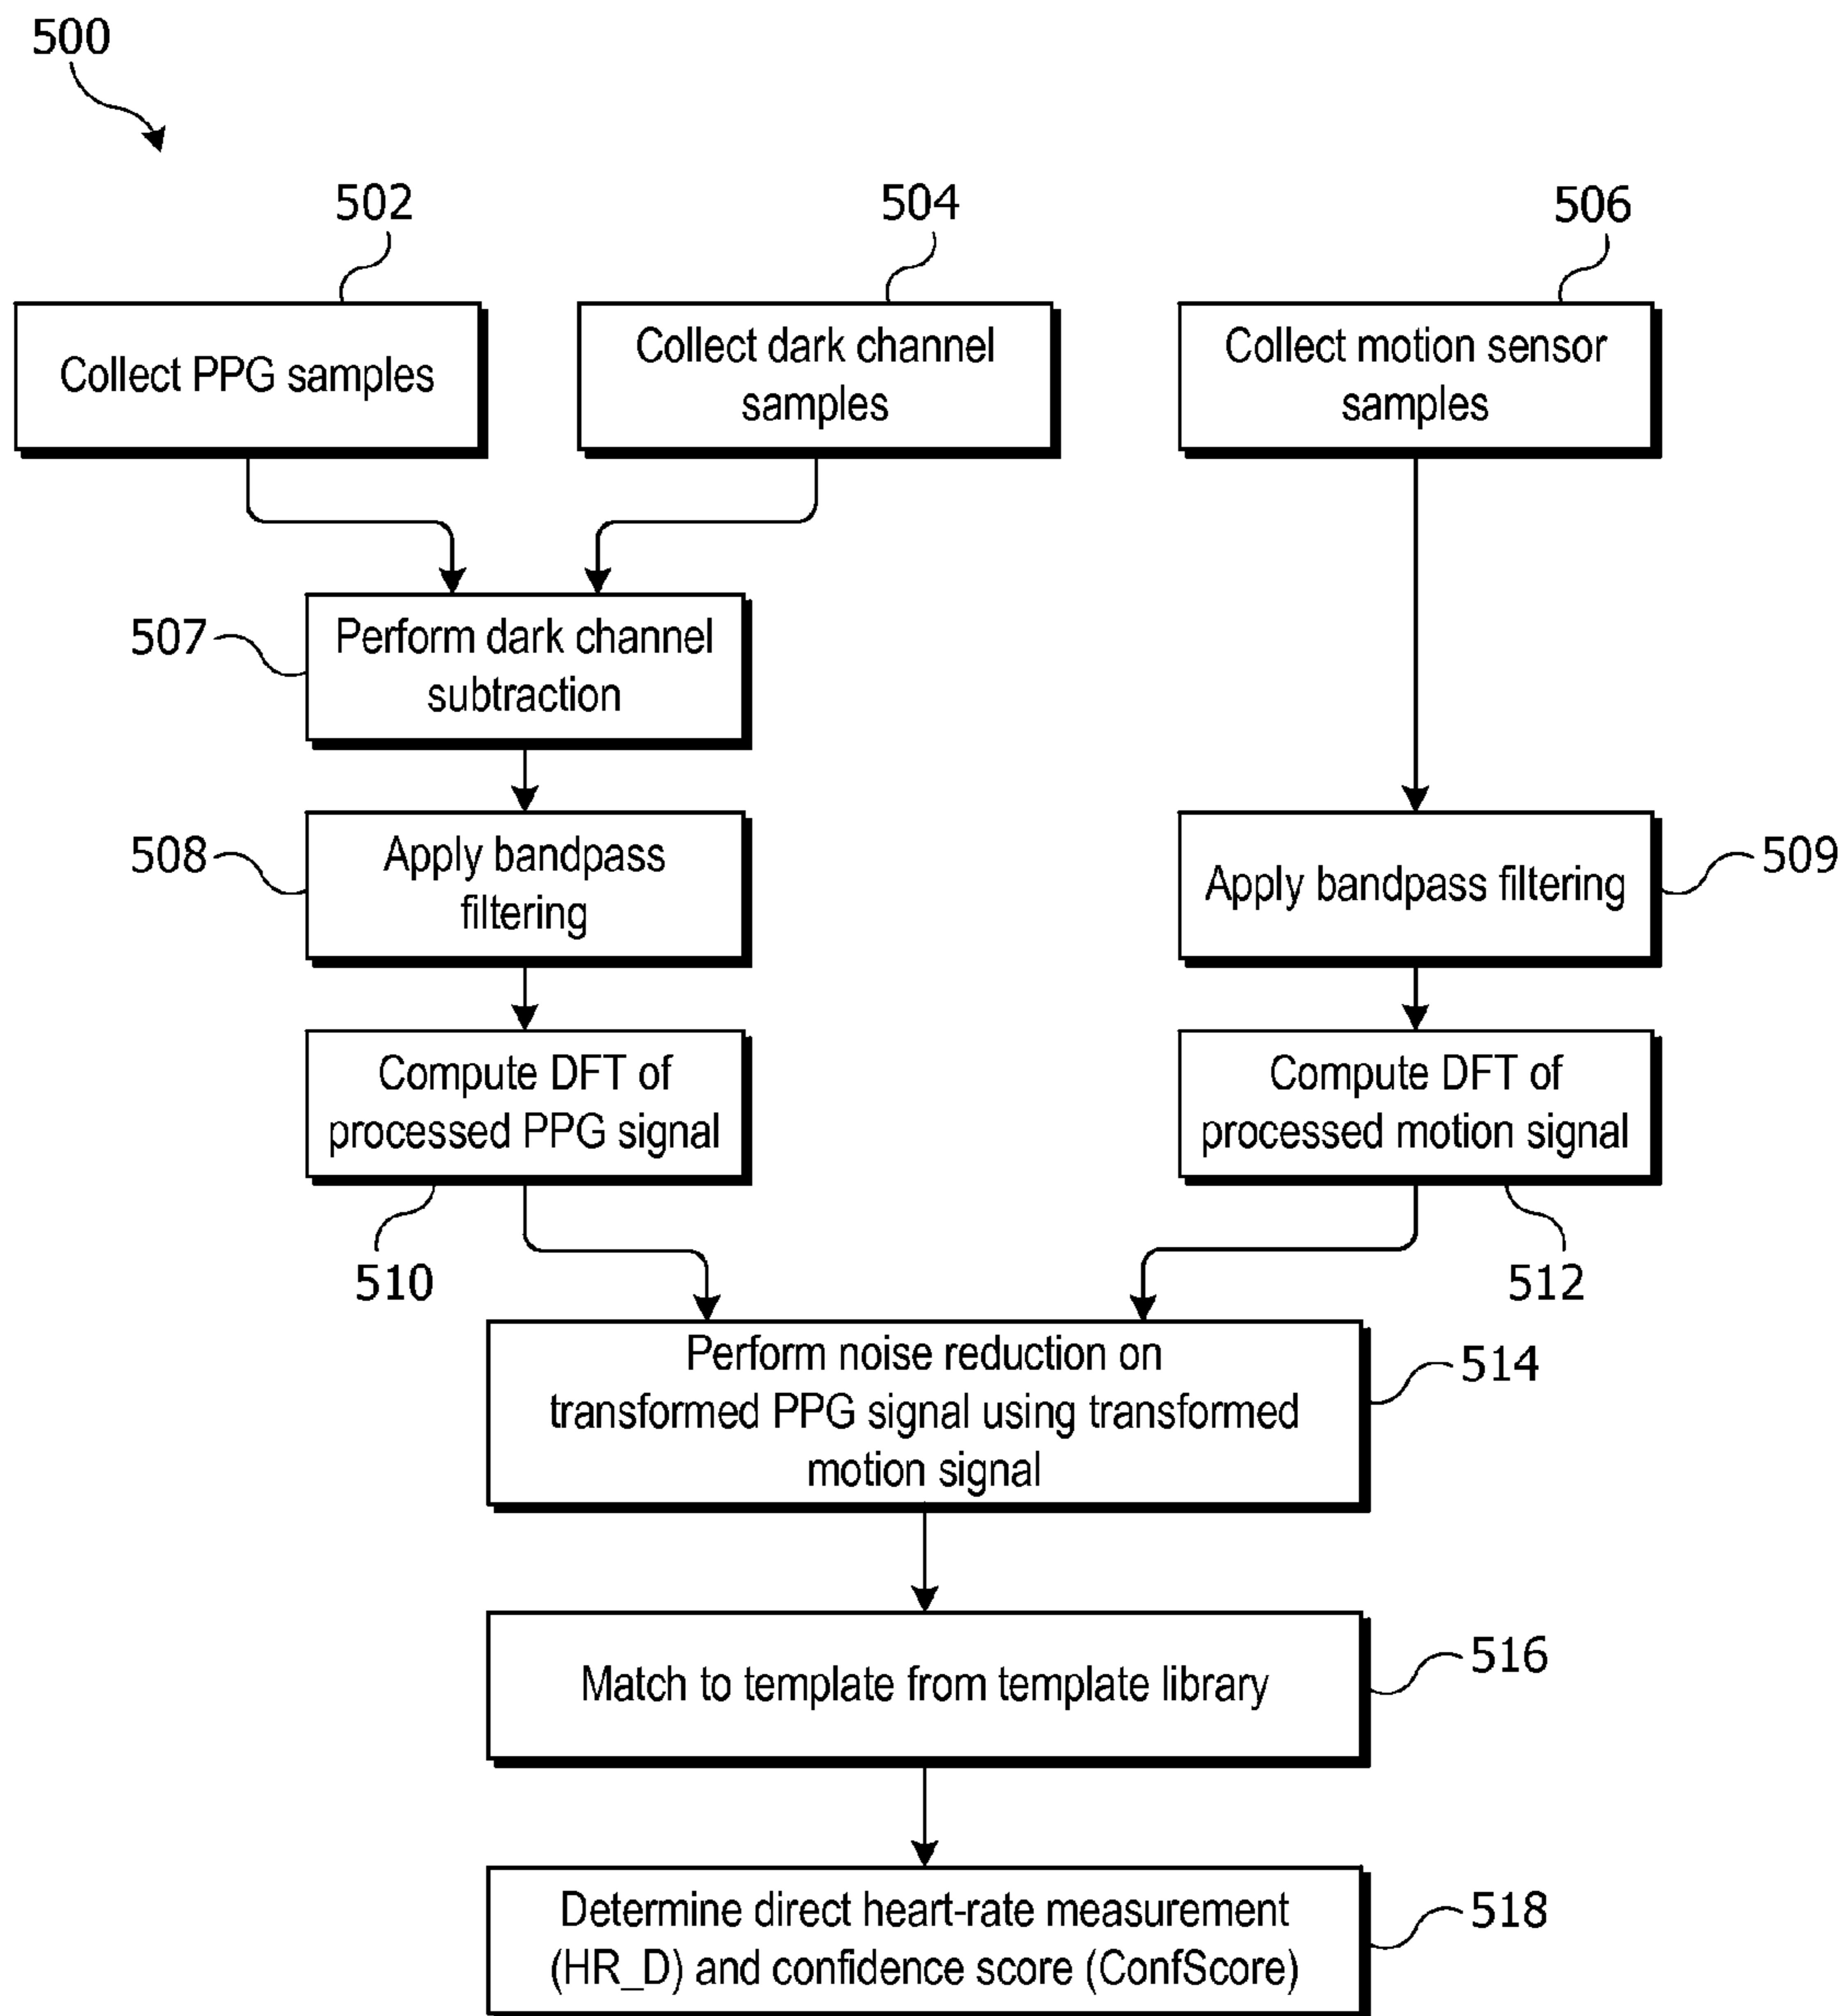 500
502
504
506
Collect PPG samples
Collect dark channel
samples
Collect motion sensor
samples
507
Perform dark channel
subtraction
508
Apply bandpass
filtering
Apply bandpass filtering
509
Compute DFT of
processed PPG signal
Compute DFT of
processed motion signal
510
512
Perform noise reduction on
transformed PPG signal using transformed
motion signal
514
Match to template from template library
516
Determine direct heart-rate measurement
(HR_D) and confidence score (ConfScore)
518